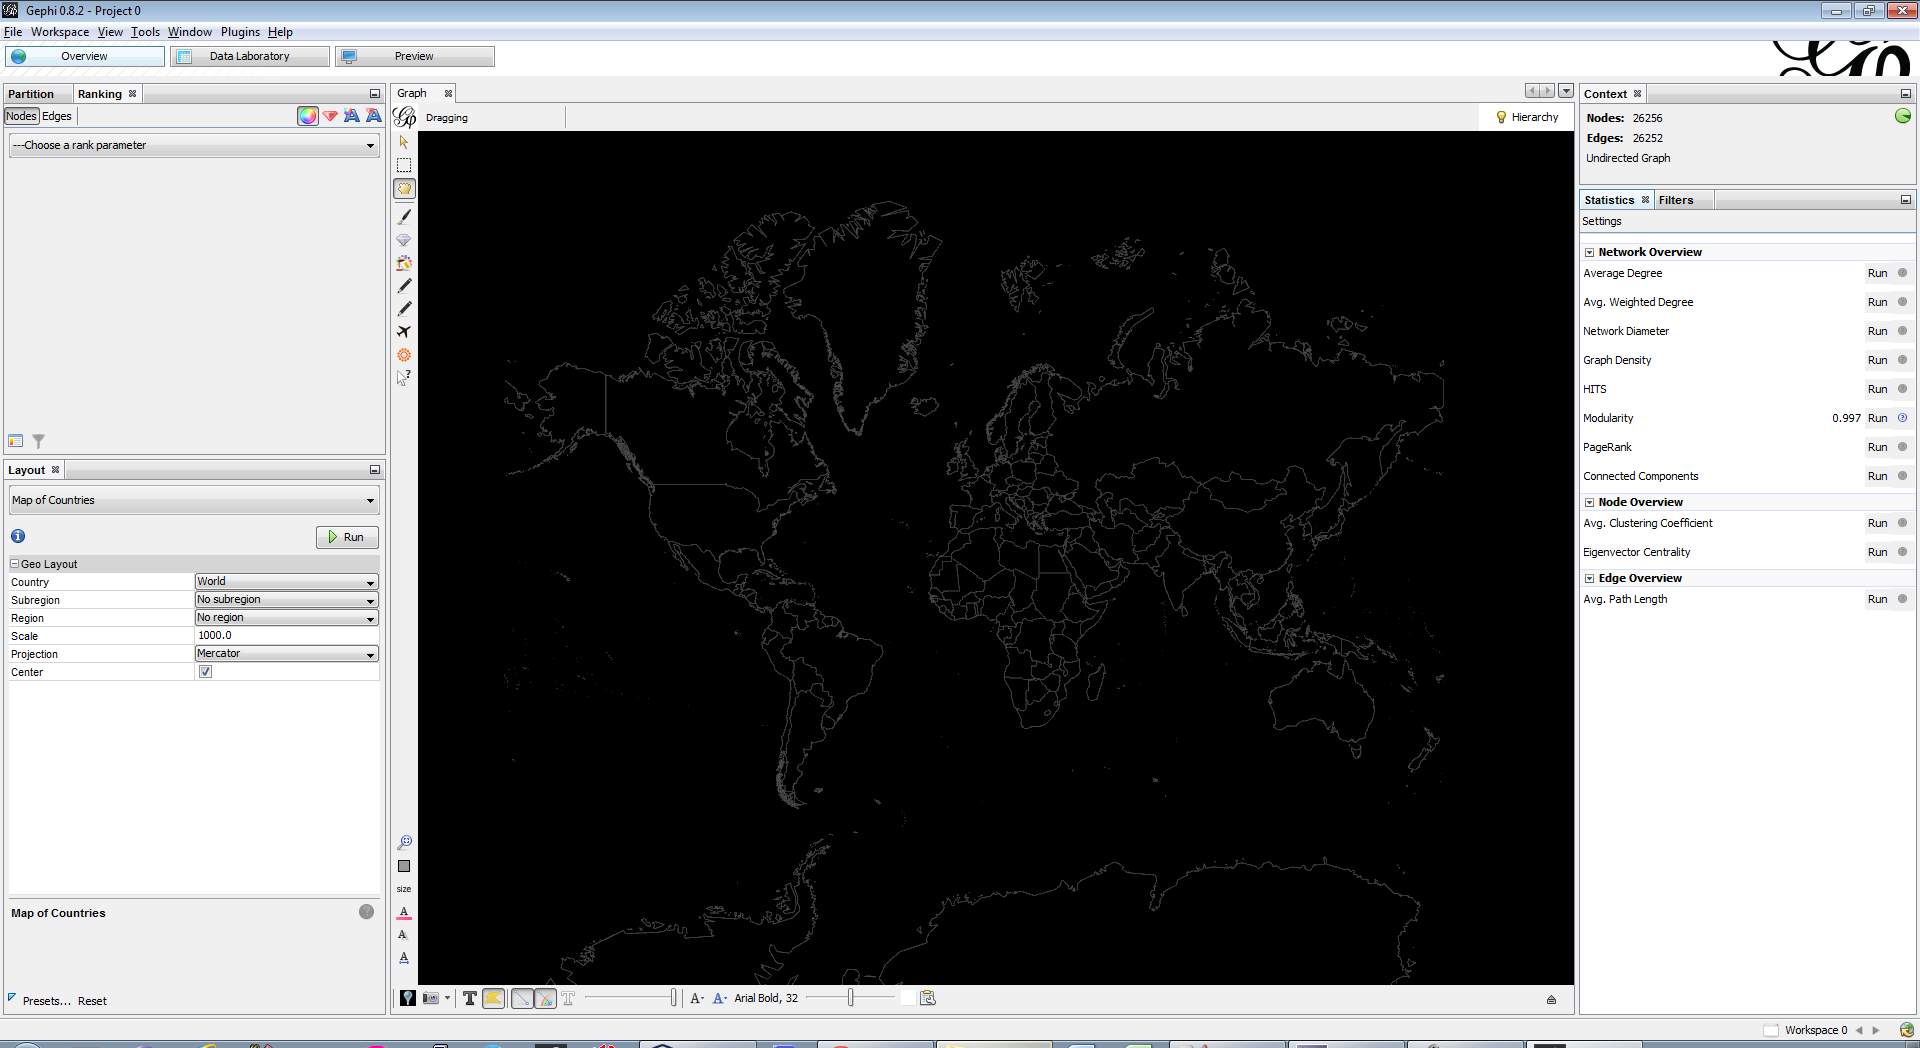 Gephi 0.8.2 - Project 0
File Workspace View Tools Window Plugins Help
Overview Data Laboratory Preview
Partition Ranking
Nodes Edges
---Choose a rank parameter
Layout
Map of Countries
Run
Geo Layout
Country World
Subregion No subregion
Region No region
Scale 1000.0
Projection Mercator
Center
Map of Countries
Presets... Reset
Graph
Dragging
Hierarchy
size
A
A
A
T T A- A- Arial Bold, 32
Context
Nodes: 26256
Edges: 26252
Undirected Graph
Statistics Filters
Settings
Network Overview
Average Degree Run
Avg. Weighted Degree Run
Network Diameter Run
Graph Density Run
HITS Run
Modularity 0.997 Run
PageRank Run
Connected Components Run
Node Overview
Avg. Clustering Coefficient Run
Eigenvector Centrality Run
Edge Overview
Avg. Path Length Run
Workspace 0